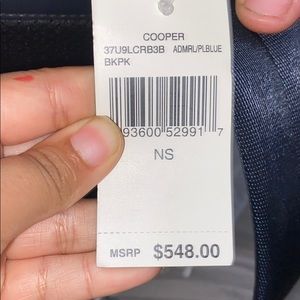 COOPER
37U9LCRB3B ADMRL/PLBLUE
BKPK
93600 52991 7
NS
MSRP $548.00